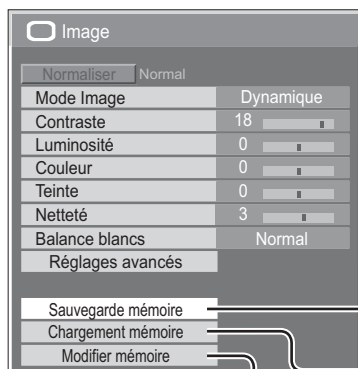 Image
Normaliser Normal
Mode Image Dynamique
Contraste 18
Luminosité 0
Couleur 0
Teinte 0
Netteté 3
Balance blancs Normal
Réglages avancés
Sauvegarde mémoire
Chargement mémoire
Modifier mémoire